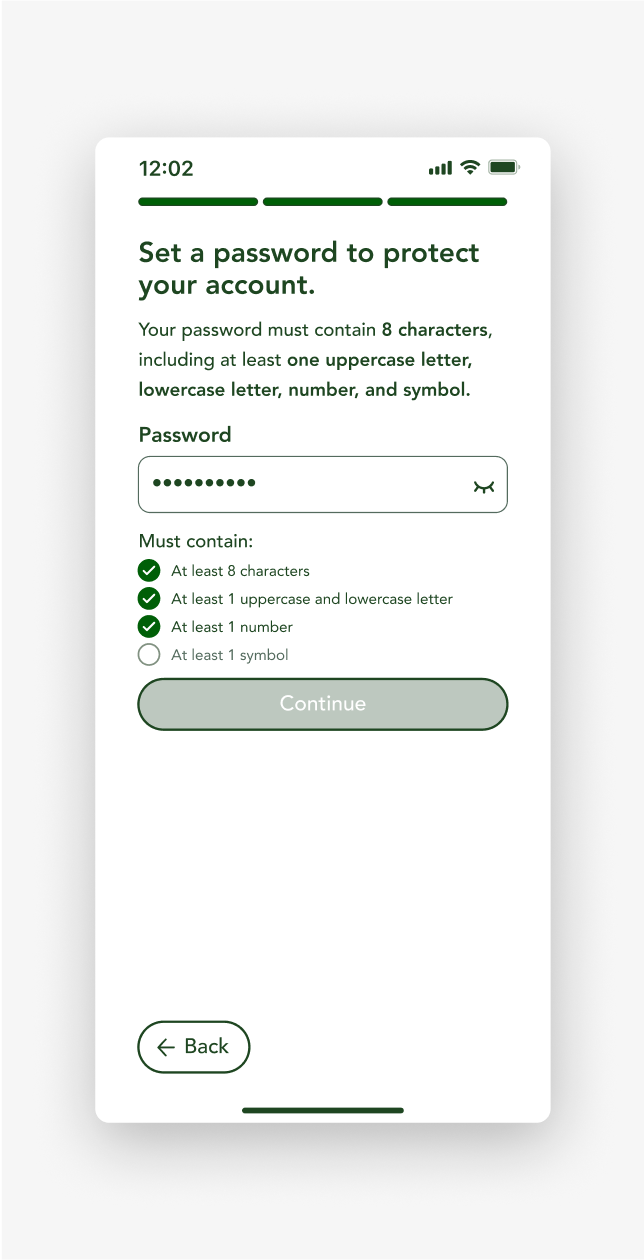 12:02
Set a password to protect
your account.
Your password must contain 8 characters,
including at least one uppercase letter,
lowercase letter, number, and symbol.
Password
••••••••••
Must contain:
At least 8 characters
At least 1 uppercase and lowercase letter
At least 1 number
At least 1 symbol
Continue
Back